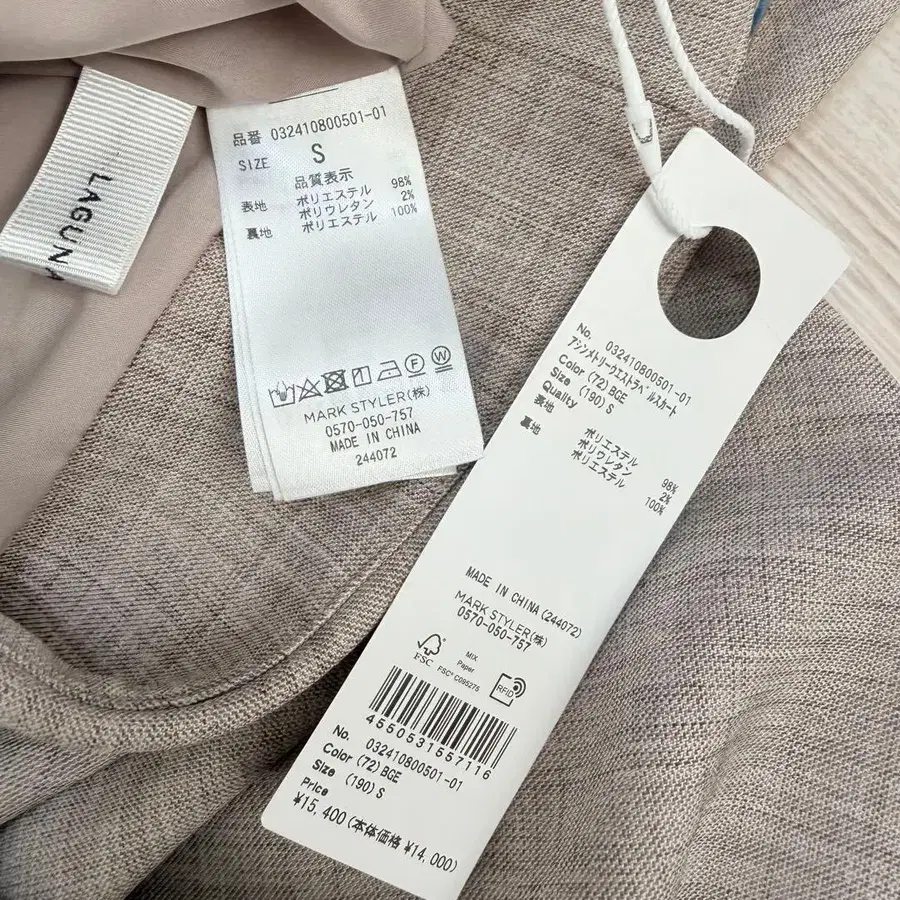 LAGUNA
品番 032410800501-01
SIZE S
品質表示
表地 ポリエステル 98%
ポリウレタン 2%
裏地 ポリエステル 100%
MARK STYLER(株)
0570-050-757
MADE IN CHINA
244072
No. 032410800501-01
アシンメトリーウエストラペルスカート
Color (72)BGE
Size (190)S
Quality
表地 ポリエステル 98%
ポリウレタン 2%
裏地 ポリエステル 100%
MADE IN CHINA(244072)
MARK STYLER(株)
0570-050-757
FSC
MIX
Paper
FSC® C095275
RFID
4550531557116
No. 032410800501-01
Color (72)BGE
Size (190)S
Price
¥15,400(本体価格 ¥14,000)